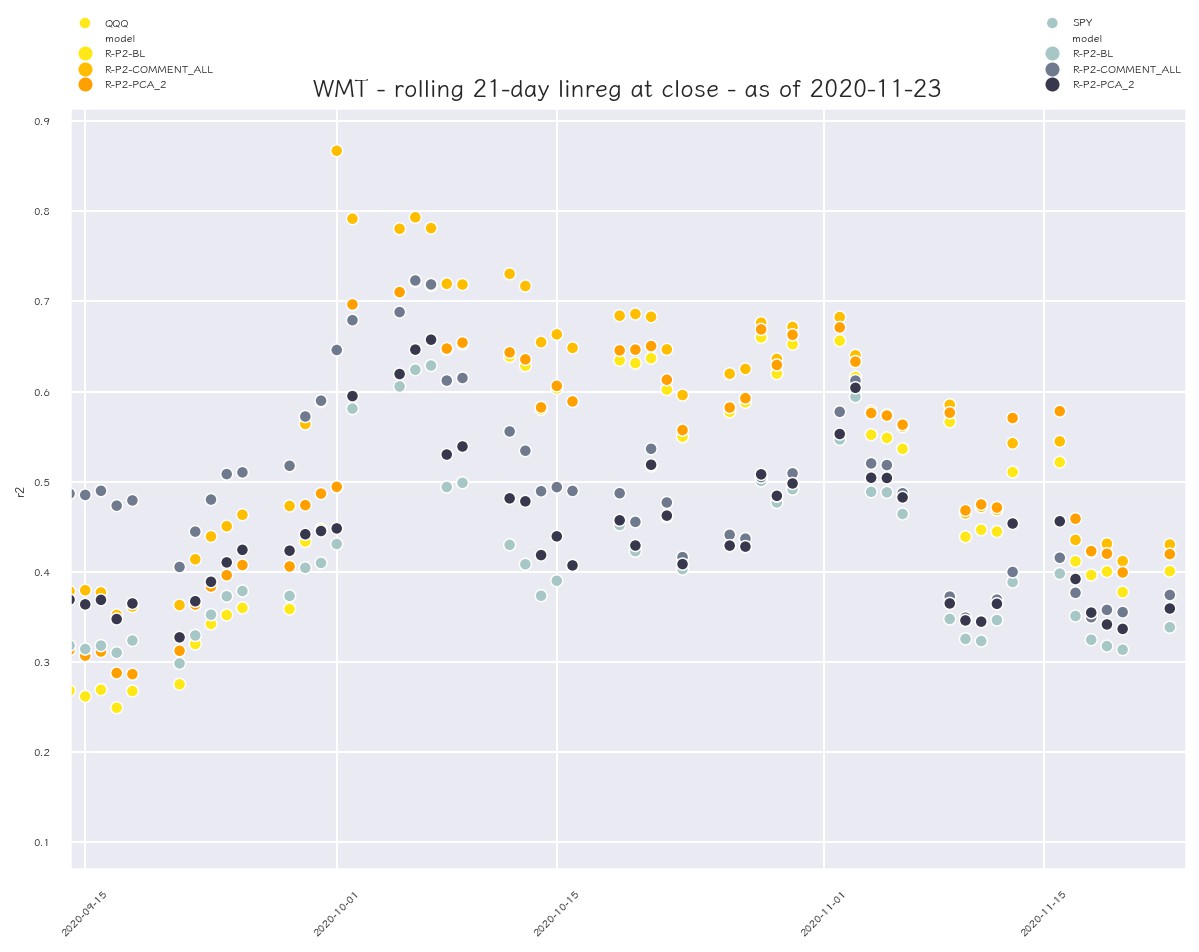 QQQ
model
R-P2-BL
R-P2-COMMENT_ALL
R-P2-PCA_2
SPY
model
R-P2-BL
R-P2-COMMENT_ALL
R-P2-PCA_2
WMT - rolling 21-day linreg at close - as of 2020-11-23
0.9
0.8
0.7
0.6
0.5
0.4
0.3
0.2
0.1
r2
2020-09-15
2020-10-01
2020-10-15
2020-11-01
2020-11-15